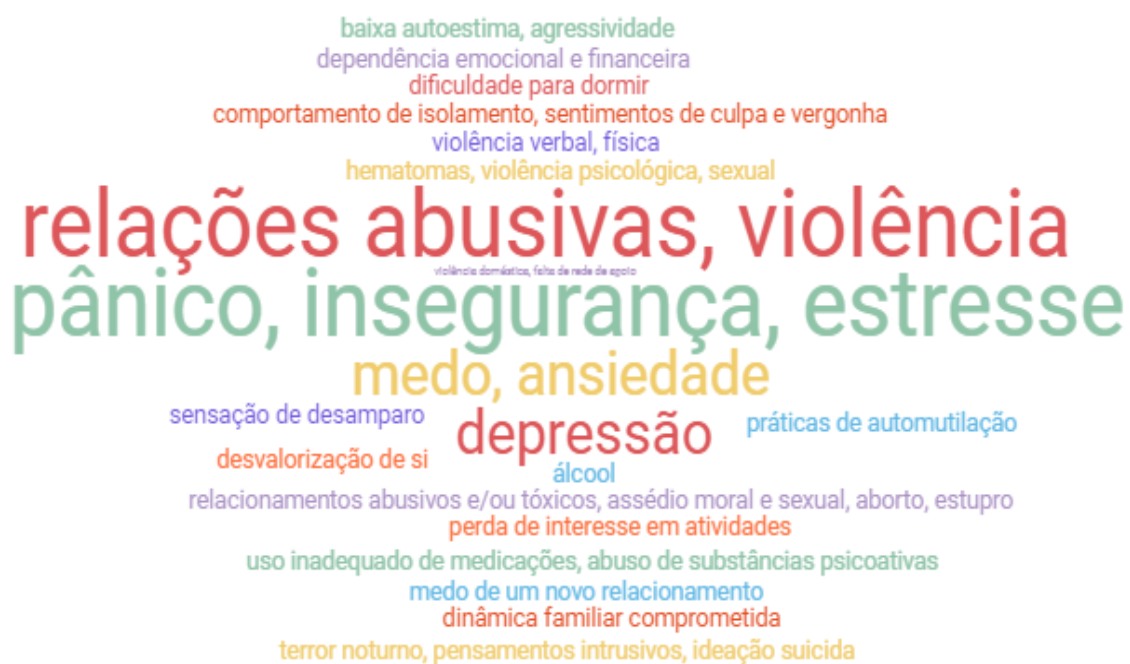 baixa autoestima, agressividade
dependência emocional e financeira
dificuldade para dormir
comportamento de isolamento, sentimentos de culpa e vergonha
violência verbal, física
hematomas, violência psicológica, sexual
relações abusivas, violência
violência doméstica, falta de rede de apoio
pânico, insegurança, estresse
medo, ansiedade
sensação de desamparo
depressão
práticas de automutilação
desvalorização de si
álcool
relacionamentos abusivos e/ou tóxicos, assédio moral e sexual, aborto, estupro
perda de interesse em atividades
uso inadequado de medicações, abuso de substâncias psicoativas
medo de um novo relacionamento
dinâmica familiar comprometida
terror noturno, pensamentos intrusivos, ideação suicida